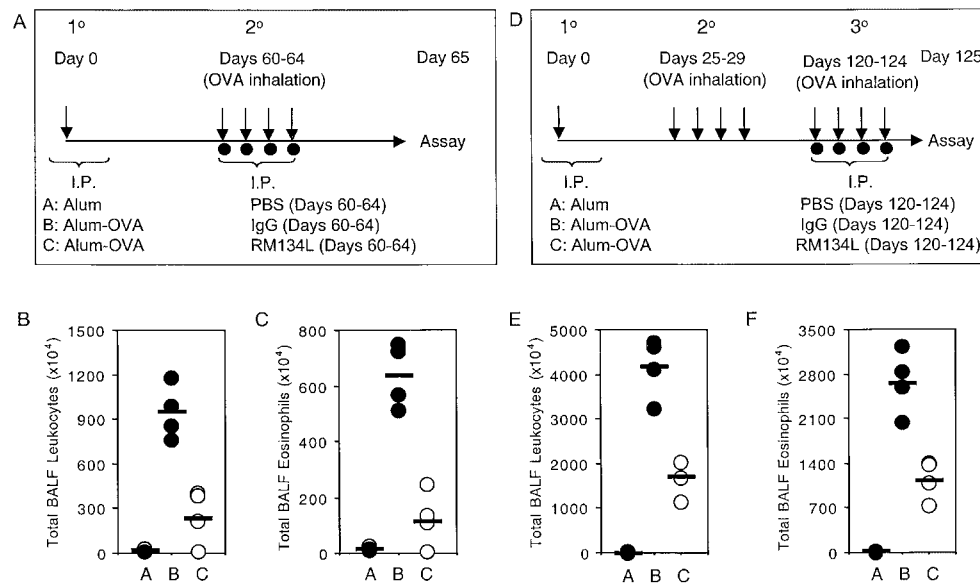 A
1o
2o
Day 0
Days 60-64
(OVA inhalation)
Day 65
Assay
I.P.
I.P.
A: Alum
PBS (Days 60-64)
B: Alum-OVA
IgG (Days 60-64)
C: Alum-OVA
RM134L (Days 60-64)
D
1o
2o
3o
Day 0
Days 25-29
(OVA inhalation)
Days 120-124
(OVA inhalation)
Day 125
Assay
I.P.
I.P.
A: Alum
PBS (Days 120-124)
B: Alum-OVA
IgG (Days 120-124)
C: Alum-OVA
RM134L (Days 120-124)
B
Total BALF Leukocytes (x104)
1500
1200
900
600
300
0
A B C
C
Total BALF Eosinophils (x104)
800
600
400
200
0
A B C
E
Total BALF Leukocytes (x104)
5000
4000
3000
2000
1000
0
A B C
F
Total BALF Eosinophils (x104)
3500
2800
2100
1400
700
0
A B C